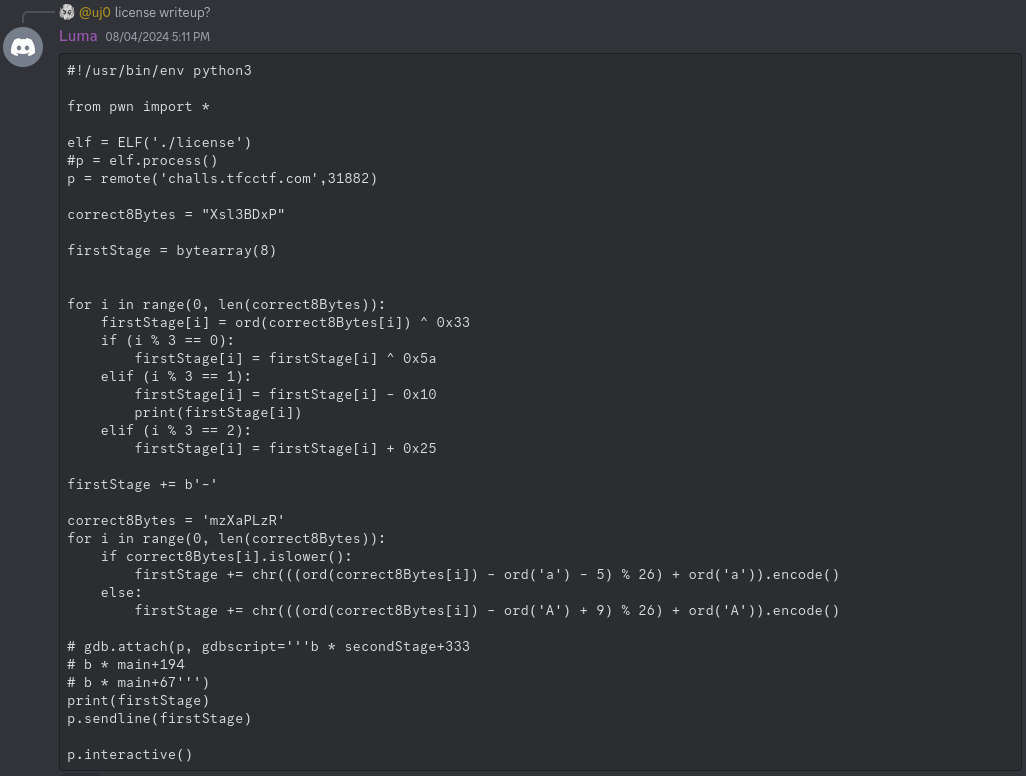 @uj0 license writeup?
Luma 08/04/2024 5:11 PM
#!/usr/bin/env python3

from pwn import *

elf = ELF('./license')
#p = elf.process()
p = remote('challs.tfcctf.com',31882)

correct8Bytes = "Xsl3BDxP"

firstStage = bytearray(8)


for i in range(0, len(correct8Bytes)):
    firstStage[i] = ord(correct8Bytes[i]) ^ 0x33
    if (i % 3 == 0):
        firstStage[i] = firstStage[i] ^ 0x5a
    elif (i % 3 == 1):
        firstStage[i] = firstStage[i] - 0x10
        print(firstStage[i])
    elif (i % 3 == 2):
        firstStage[i] = firstStage[i] + 0x25

firstStage += b'-'

correct8Bytes = 'mzXaPLzR'
for i in range(0, len(correct8Bytes)):
    if correct8Bytes[i].islower():
        firstStage += chr(((ord(correct8Bytes[i]) - ord('a') - 5) % 26) + ord('a')).encode()
    else:
        firstStage += chr(((ord(correct8Bytes[i]) - ord('A') + 9) % 26) + ord('A')).encode()

# gdb.attach(p, gdbscript='''b * secondStage+333
# b * main+194
# b * main+67''')
print(firstStage)
p.sendline(firstStage)

p.interactive()